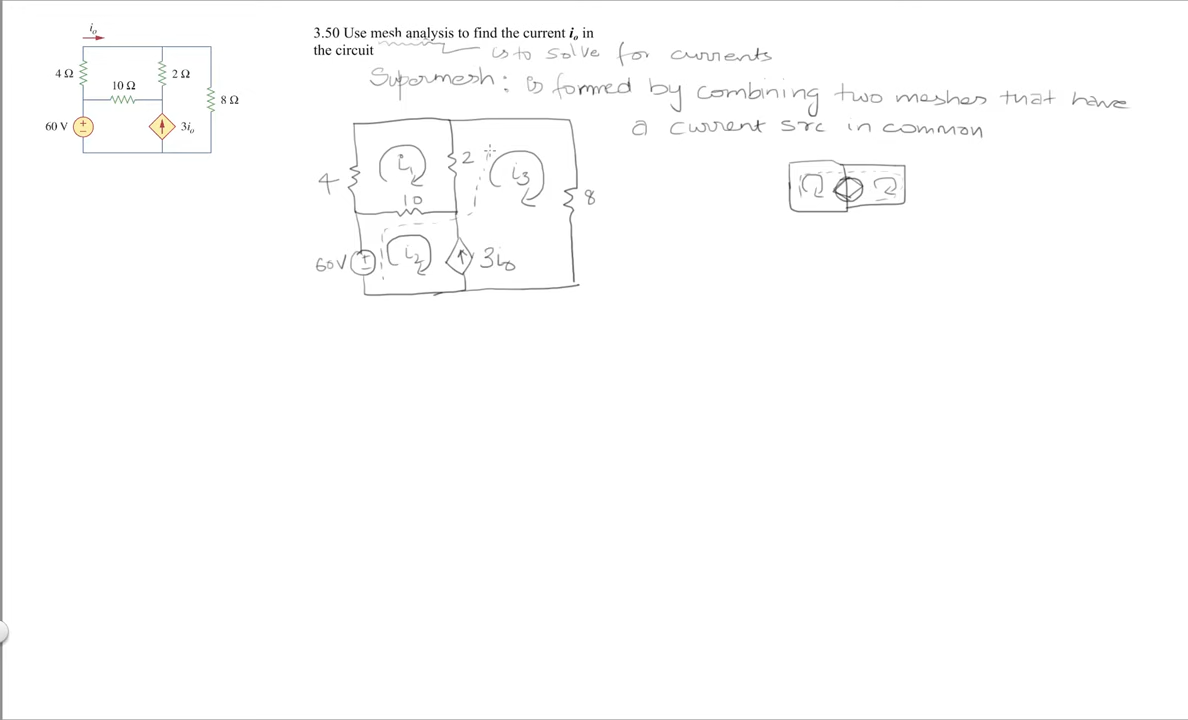 3.50 Use mesh analysis to find the current i_o in
the circuit
is to solve for currents
Supermesh: is formed by combining two meshes that have
a current src in common
i_o
4 Ω
2 Ω
10 Ω
8 Ω
60 V
+
−
3i_o
4
i1
2
i3
10
8
60V
+
−
i2
3i_o